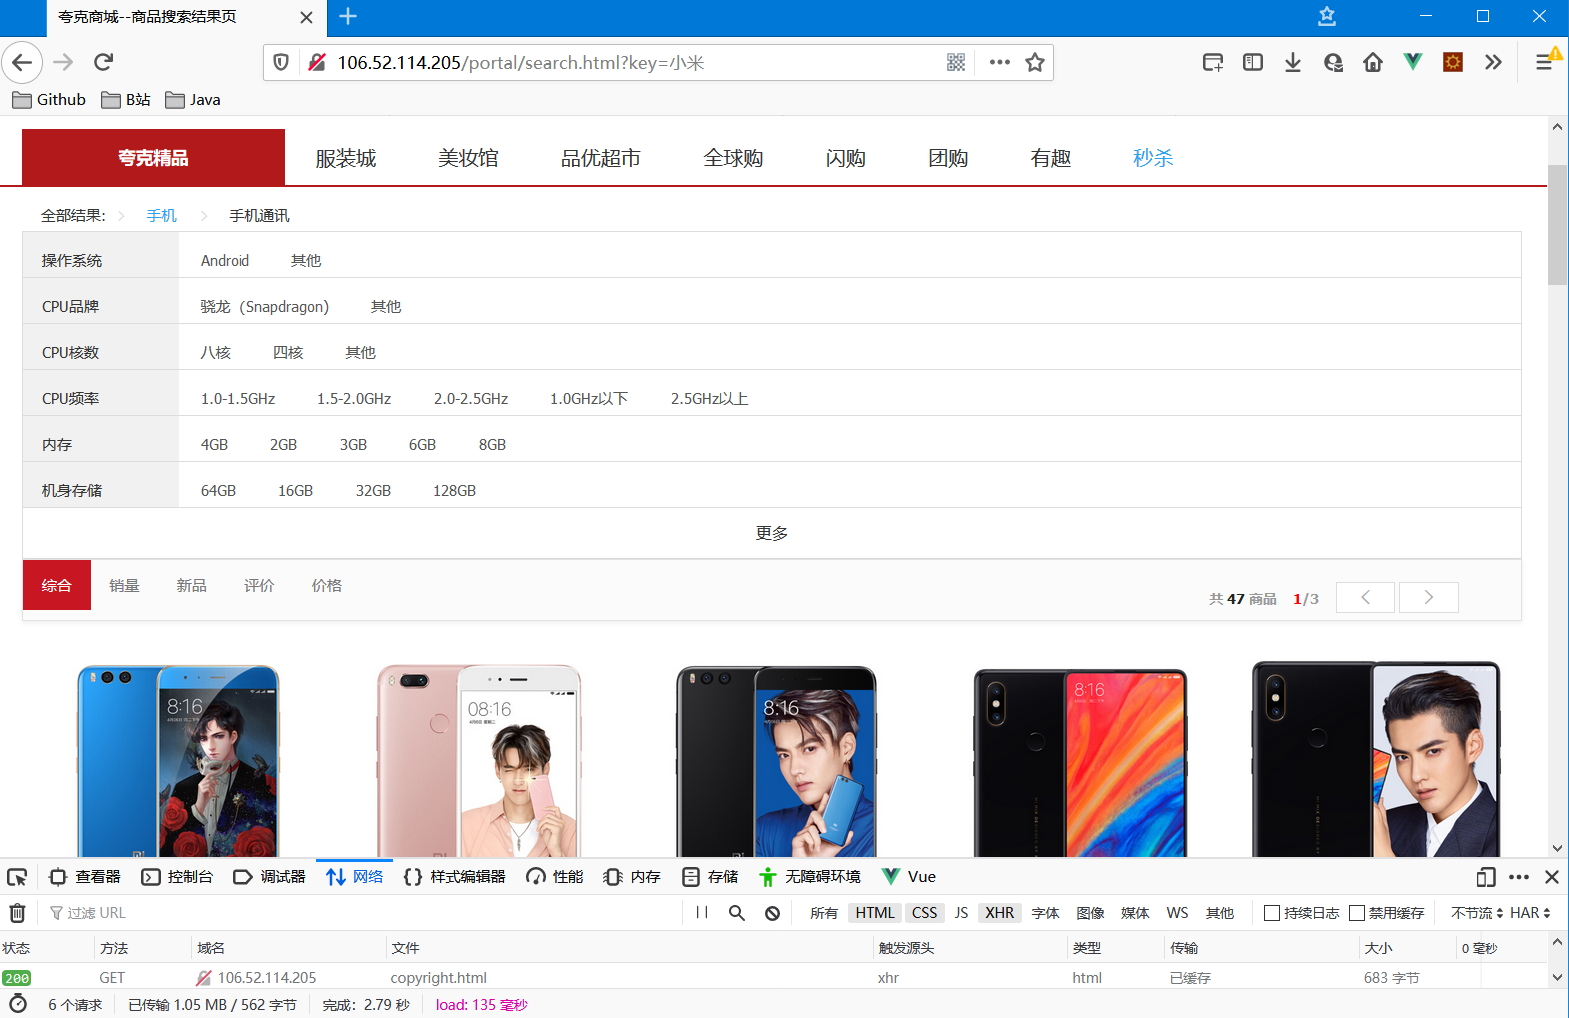 夸克商城--商品搜索结果页
106.52.114.205/portal/search.html?key=小米
Github B站 Java
夸克精品 服装城 美妆馆 品优超市 全球购 闪购 团购 有趣 秒杀
全部结果: 手机 手机通讯
操作系统 Android 其他
CPU品牌 骁龙（Snapdragon) 其他
CPU核数 八核 四核 其他
CPU频率 1.0-1.5GHz 1.5-2.0GHz 2.0-2.5GHz 1.0GHz以下 2.5GHz以上
内存 4GB 2GB 3GB 6GB 8GB
机身存储 64GB 16GB 32GB 128GB
更多
综合 销量 新品 评价 价格
共 47 商品 1/3
8:16
08:16
8:16
8:16
查看器 控制台 调试器 网络 样式编辑器 性能 内存 存储 无障碍环境 Vue
过滤 URL 所有 HTML CSS JS XHR 字体 图像 媒体 WS 其他 持续日志 禁用缓存 不节流 HAR
状态 方法 域名 文件 触发源头 类型 传输 大小 0 毫秒
200 GET 106.52.114.205 copyright.html xhr html 已缓存 683 字节
6 个请求 已传输 1.05 MB / 562 字节 完成：2.79 秒 load: 135 毫秒